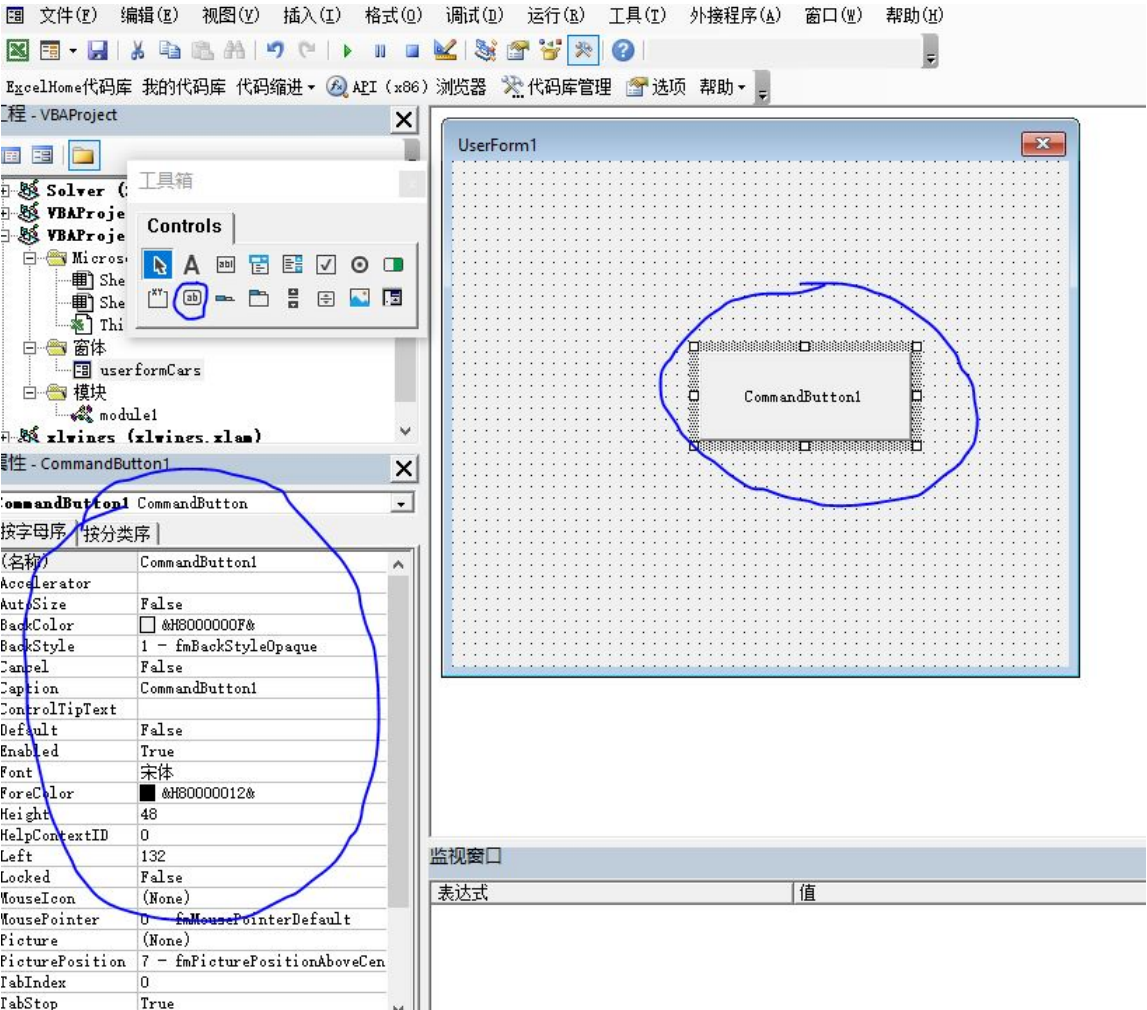 文件(F) 编辑(E) 视图(V) 插入(I) 格式(O) 调试(D) 运行(R) 工具(T) 外接程序(A) 窗口(W) 帮助(H)
ExcelHome代码库 我的代码库 代码缩进 API (x86) 浏览器 代码库管理 选项 帮助
工程 - VBAProject
Solver (
VBAProje
VBAProje
Micros
She
She
Thi
窗体
userformCars
模块
module1
xlwings (xlwings.xlam)
工具箱
Controls
属性 - CommandButton1
CommandButton1 CommandButton
按字母序 按分类序
(名称) CommandButton1
Accelerator
AutoSize False
BackColor &H8000000F&
BackStyle 1 - fmBackStyleOpaque
Cancel False
Caption CommandButton1
ControlTipText
Default False
Enabled True
Font 宋体
ForeColor &H80000012&
Height 48
HelpContextID 0
Left 132
Locked False
MouseIcon (None)
MousePointer 0 - fmMousePointerDefault
Picture (None)
PicturePosition 7 - fmPicturePositionAboveCen
TabIndex 0
TabStop True
UserForm1
CommandButton1
监视窗口
表达式 值